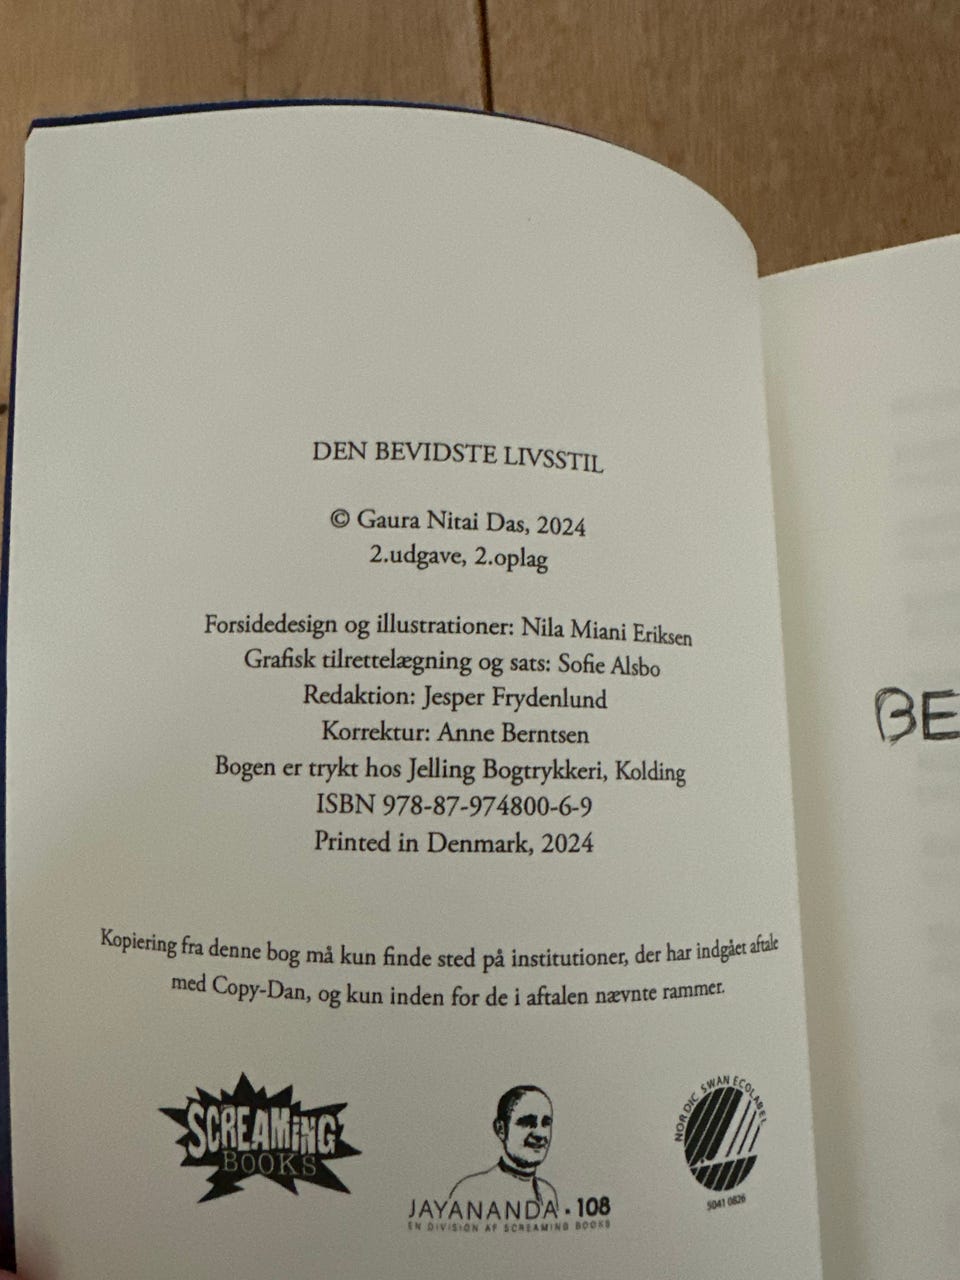 DEN BEVIDSTE LIVSSTIL
© Gaura Nitai Das, 2024
2.udgave, 2.oplag
Forsidedesign og illustrationer: Nila Miani Eriksen
Grafisk tilrettelægning og sats: Sofie Alsbo
Redaktion: Jesper Frydenlund
Korrektur: Anne Berntsen
Bogen er trykt hos Jelling Bogtrykkeri, Kolding
ISBN 978-87-974800-6-9
Printed in Denmark, 2024
Kopiering fra denne bog må kun finde sted på institutioner, der har indgået aftale
med Copy-Dan, og kun inden for de i aftalen nævnte rammer.
SCREAMING
BOOKS
JAYANANDA · 108
EN DIVISION AF SCREAMING BOOKS
NORDIC SWAN ECOLABEL
5041 0826
BE